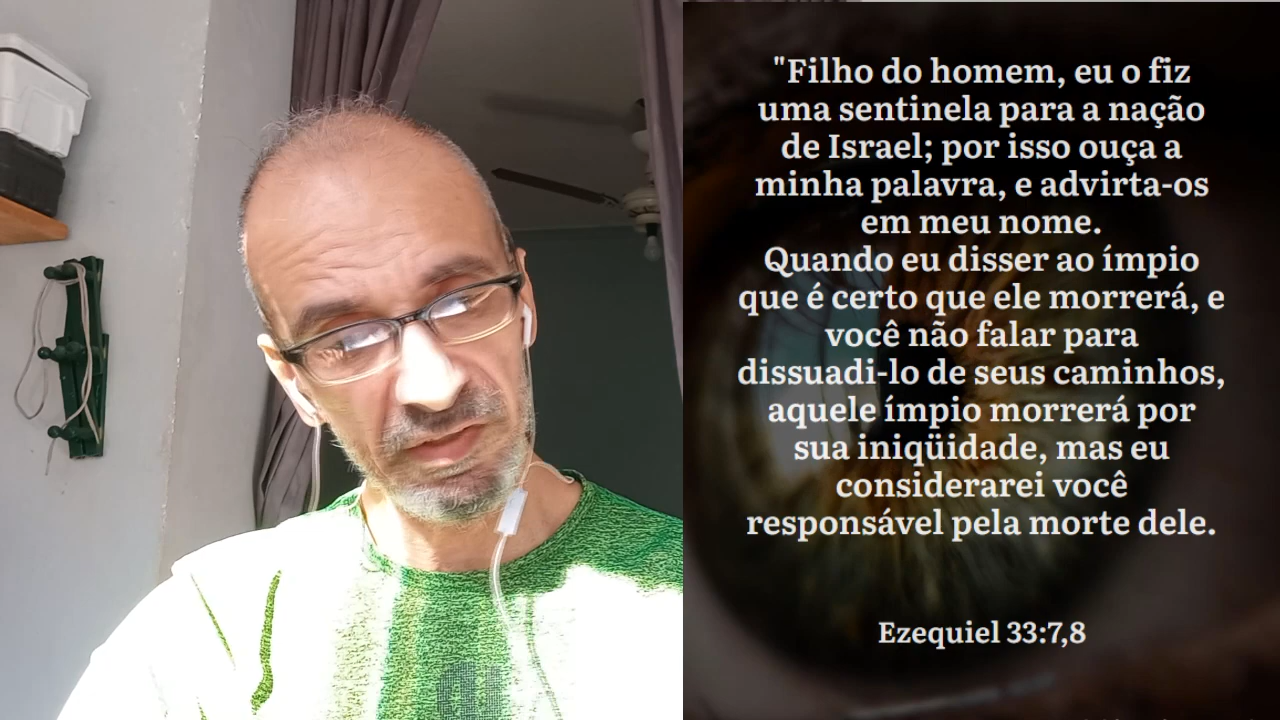 "Filho do homem, eu o fiz
uma sentinela para a nação
de Israel; por isso ouça a
minha palavra, e advirta-os
em meu nome.
Quando eu disser ao ímpio
que é certo que ele morrerá, e
você não falar para
dissuadi-lo de seus caminhos,
aquele ímpio morrerá por
sua iniqüidade, mas eu
considerarei você
responsável pela morte dele.
Ezequiel 33:7,8